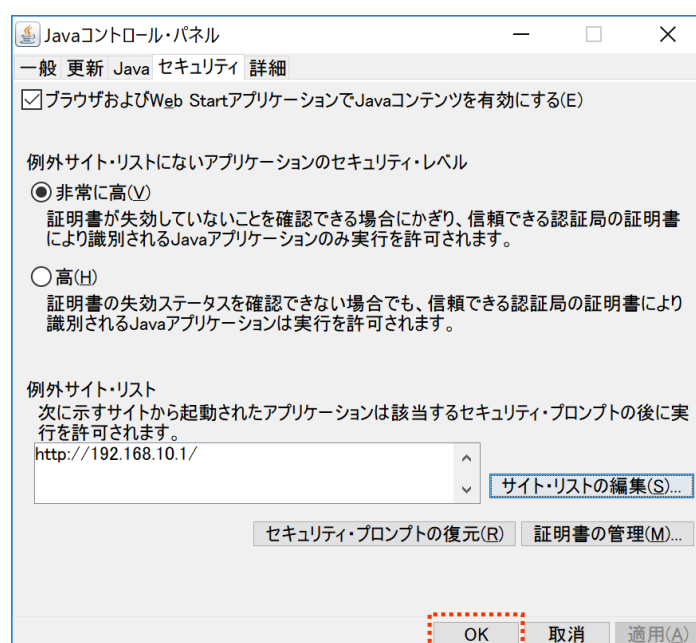 Javaコントロール・パネル
一般 更新 Java セキュリティ 詳細
ブラウザおよびWeb StartアプリケーションでJavaコンテンツを有効にする(E)
例外サイト・リストにないアプリケーションのセキュリティ・レベル
非常に高(V)
証明書が失効していないことを確認できる場合にかぎり、信頼できる認証局の証明書
により識別されるJavaアプリケーションのみ実行を許可されます。
高(H)
証明書の失効ステータスを確認できない場合でも、信頼できる認証局の証明書により
識別されるJavaアプリケーションは実行を許可されます。
例外サイト・リスト
次に示すサイトから起動されたアプリケーションは該当するセキュリティ・プロンプトの後に実
行を許可されます。
http://192.168.10.1/
サイト・リストの編集(S)...
セキュリティ・プロンプトの復元(R) 証明書の管理(M)...
OK 取消 適用(A)